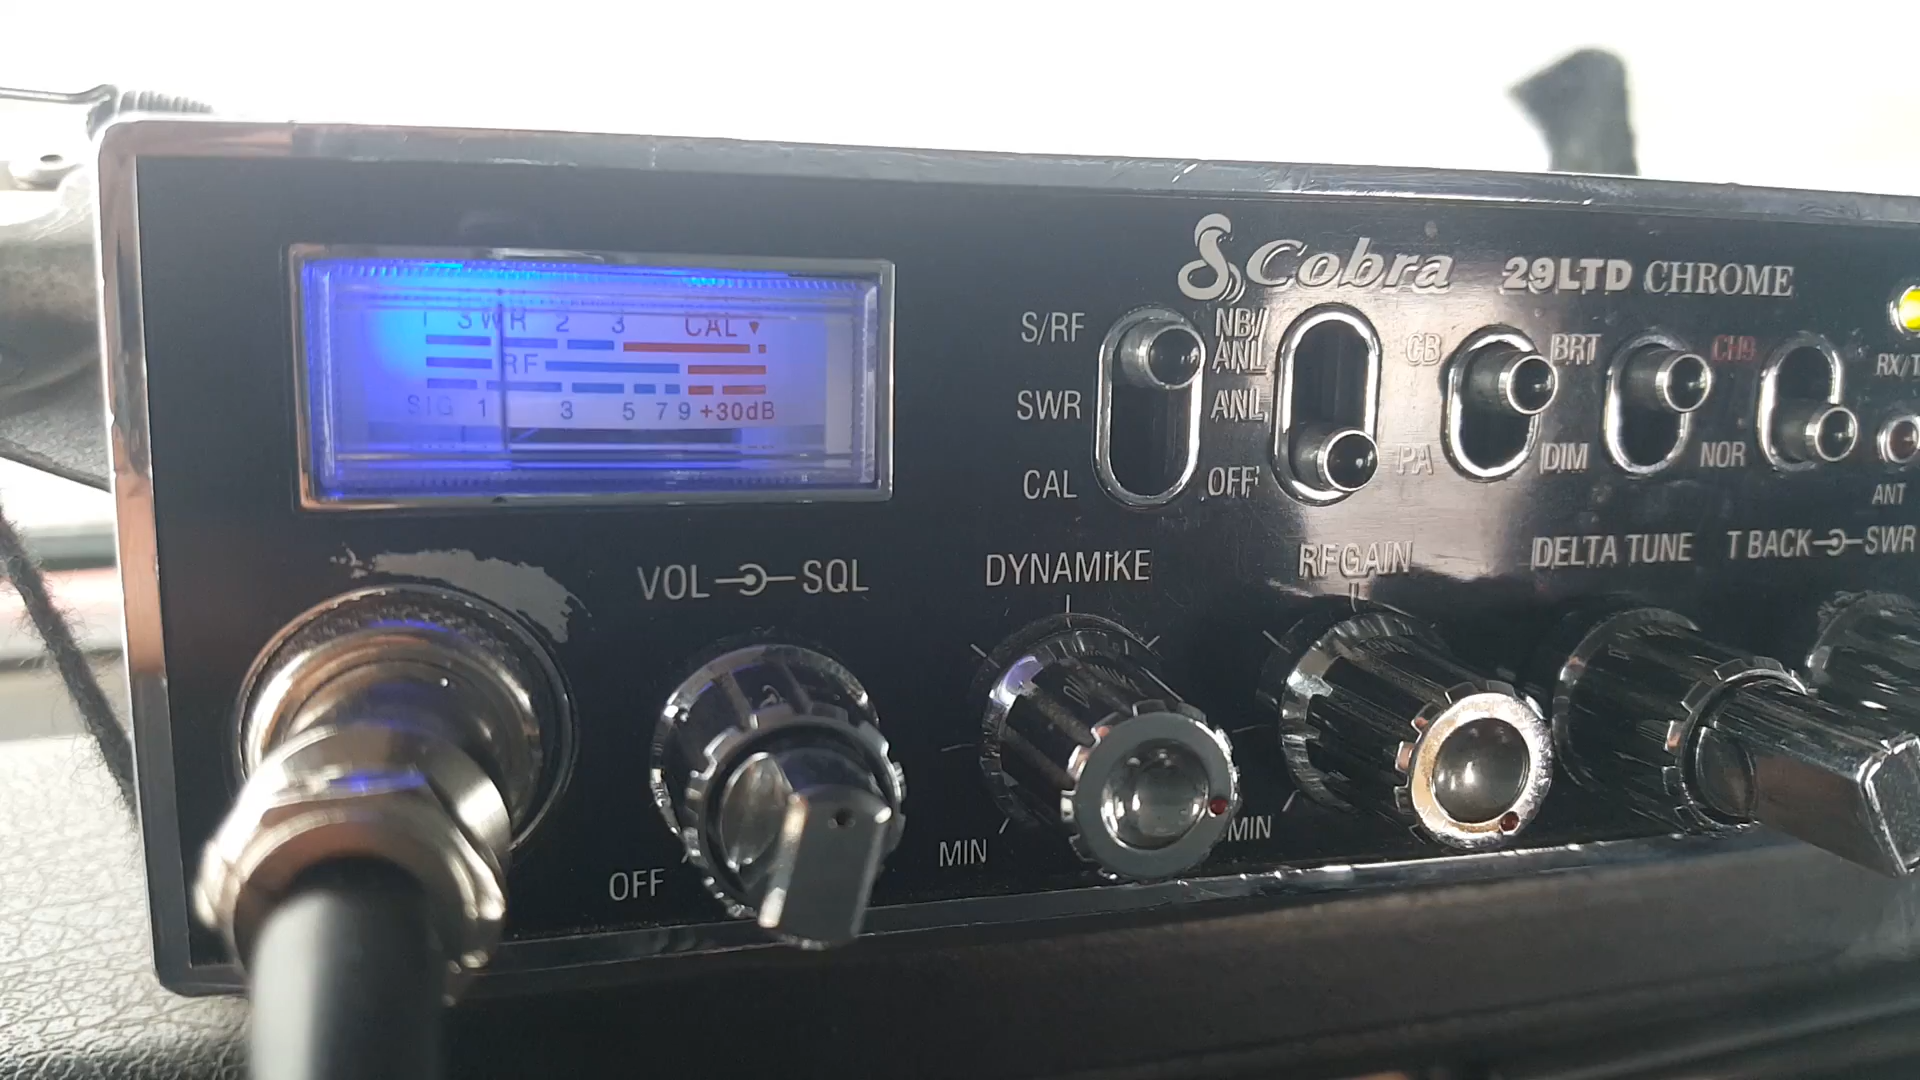 Cobra 29LTD CHROME
1 SWR 2 3 CAL
RF
SIG 1 3 5 7 9 +30dB
S/RF
SWR
CAL
NB/
ANL
ANL
OFF
CB
PA
BRT
DIM
CH9
NOR
RX/T
ANT
VOL SQL
OFF
DYNAMIKE
MIN
RF GAIN
MIN
DELTA TUNE
T BACK SWR